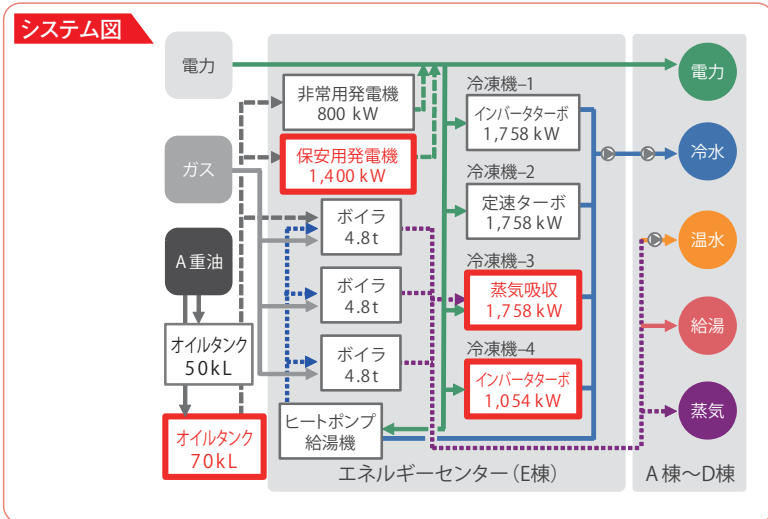 システム図
電力
ガス
A重油
オイルタンク
50kL
オイルタンク
70kL
非常用発電機
800 kW
保安用発電機
1,400 kW
ボイラ
4.8t
ボイラ
4.8t
ボイラ
4.8t
ヒートポンプ
給湯機
冷凍機–1
インバータターボ
1,758 kW
冷凍機–2
定速ターボ
1,758 kW
冷凍機–3
蒸気吸収
1,758 kW
冷凍機–4
インバータターボ
1,054 kW
エネルギーセンター(E棟)
電力
冷水
温水
給湯
蒸気
A棟〜D棟